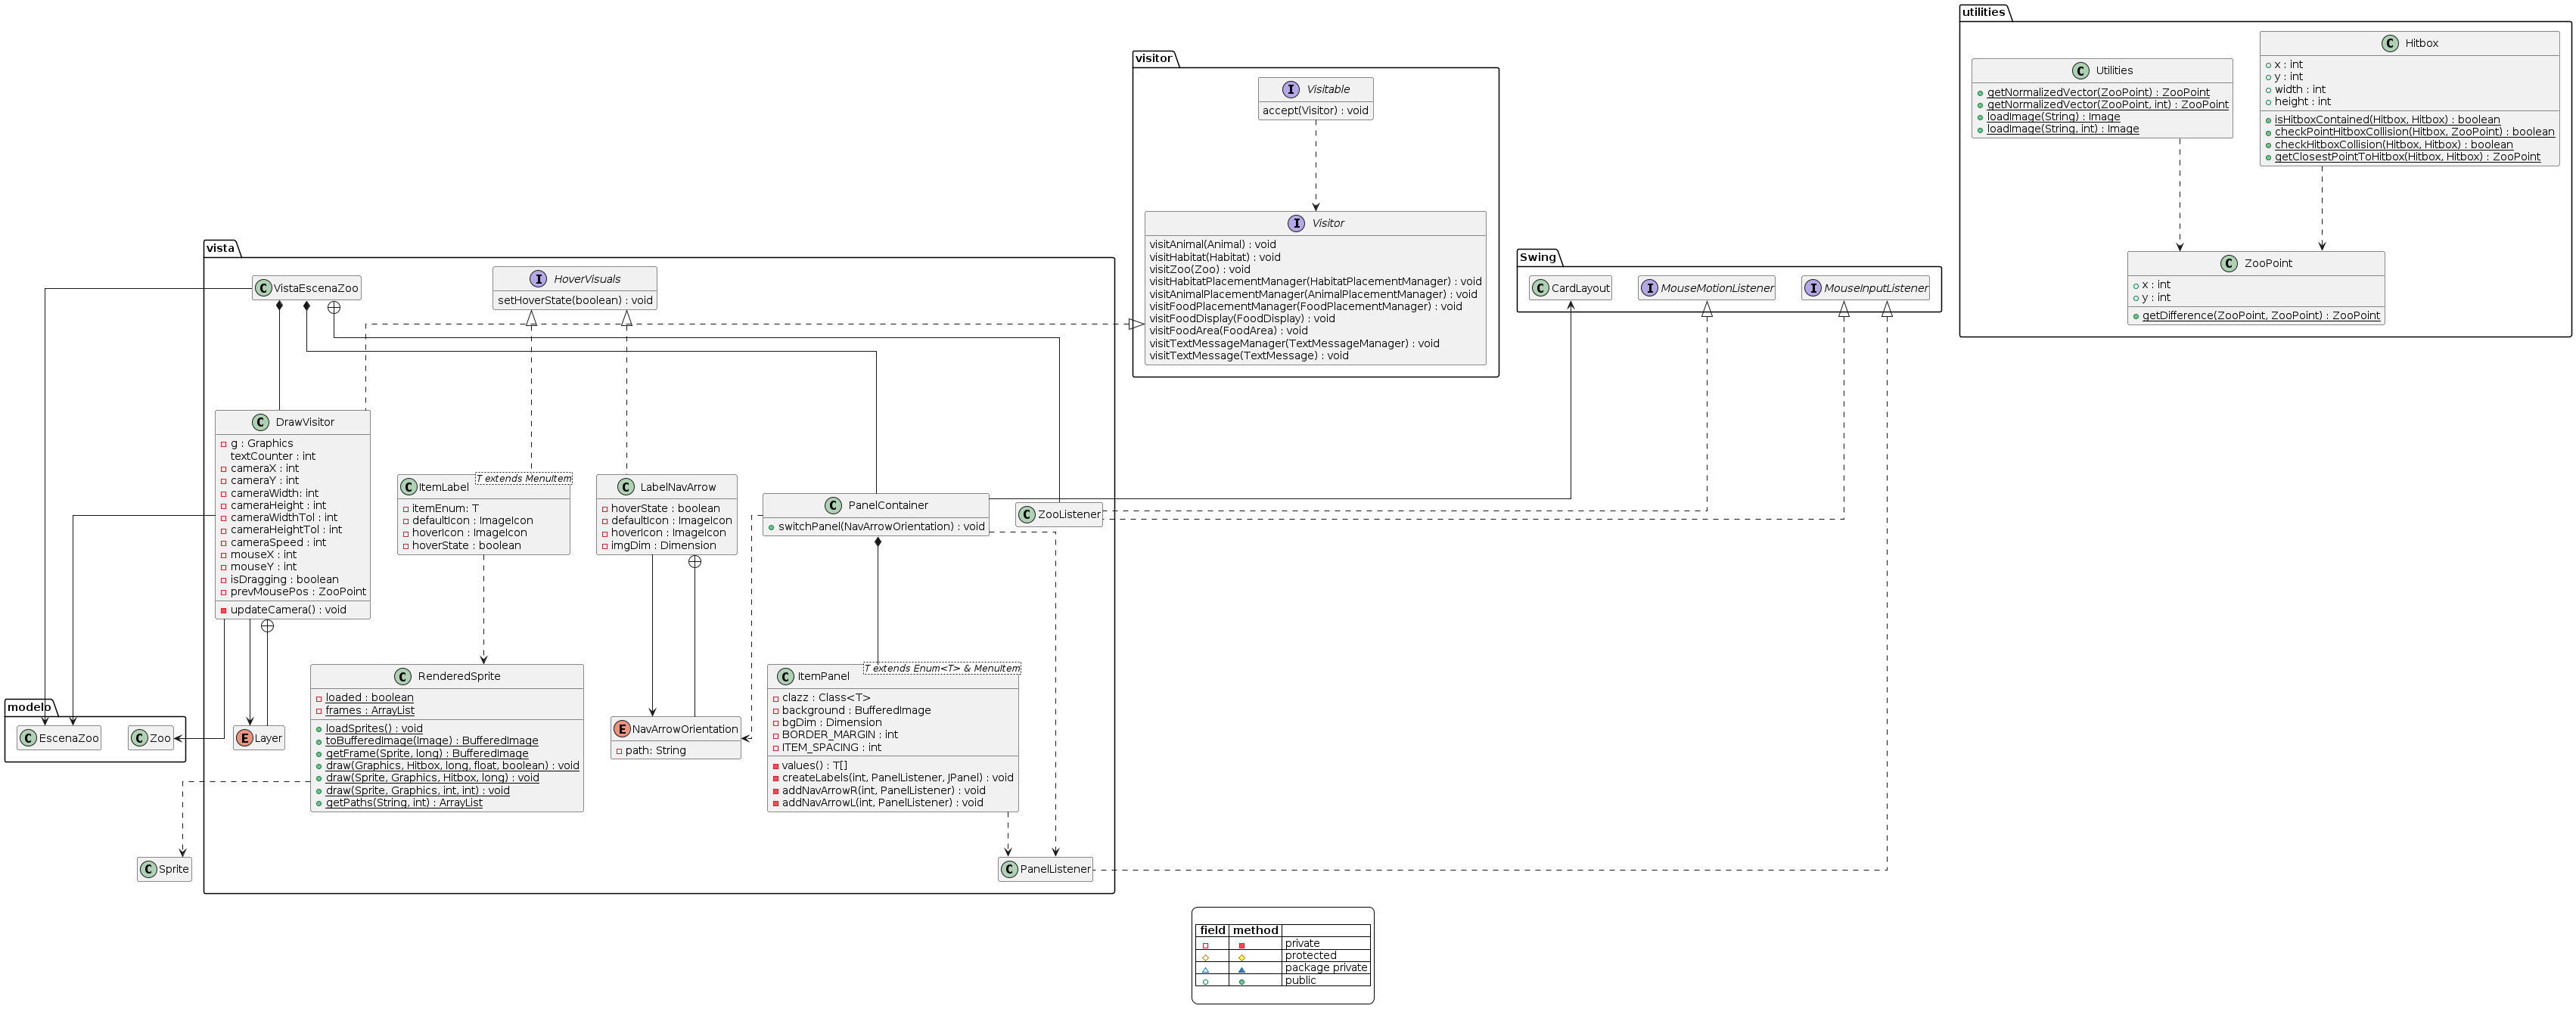 utilities
Utilities
getNormalizedVector(ZooPoint) : ZooPoint
getNormalizedVector(ZooPoint, int) : ZooPoint
loadImage(String) : Image
loadImage(String, int) : Image
Hitbox
x : int
y : int
width : int
height : int
isHitboxContained(Hitbox, Hitbox) : boolean
checkPointHitboxCollision(Hitbox, ZooPoint) : boolean
checkHitboxCollision(Hitbox, Hitbox) : boolean
getClosestPointToHitbox(Hitbox, Hitbox) : ZooPoint
ZooPoint
x : int
y : int
getDifference(ZooPoint, ZooPoint) : ZooPoint
visitor
Visitable
accept(Visitor) : void
Visitor
visitAnimal(Animal) : void
visitHabitat(Habitat) : void
visitZoo(Zoo) : void
visitHabitatPlacementManager(HabitatPlacementManager) : void
visitAnimalPlacementManager(AnimalPlacementManager) : void
visitFoodPlacementManager(FoodPlacementManager) : void
visitFoodDisplay(FoodDisplay) : void
visitFoodArea(FoodArea) : void
visitTextMessageManager(TextMessageManager) : void
visitTextMessage(TextMessage) : void
Swing
CardLayout
MouseMotionListener
MouseInputListener
vista
VistaEscenaZoo
HoverVisuals
setHoverState(boolean) : void
DrawVisitor
g : Graphics
textCounter : int
cameraX : int
cameraY : int
cameraWidth: int
cameraHeight : int
cameraWidthTol : int
cameraHeightTol : int
cameraSpeed : int
mouseX : int
mouseY : int
isDragging : boolean
prevMousePos : ZooPoint
updateCamera() : void
ItemLabel
T extends MenuItem
itemEnum: T
defaultIcon : ImageIcon
hoverIcon : ImageIcon
hoverState : boolean
LabelNavArrow
hoverState : boolean
defaultIcon : ImageIcon
hoverIcon : ImageIcon
imgDim : Dimension
PanelContainer
switchPanel(NavArrowOrientation) : void
ZooListener
RenderedSprite
loaded : boolean
frames : ArrayList
loadSprites() : void
toBufferedImage(Image) : BufferedImage
getFrame(Sprite, long) : BufferedImage
draw(Graphics, Hitbox, long, float, boolean) : void
draw(Sprite, Graphics, Hitbox, long) : void
draw(Sprite, Graphics, int, int) : void
getPaths(String, int) : ArrayList
NavArrowOrientation
path: String
ItemPanel
T extends Enum<T> & MenuItem
clazz : Class<T>
background : BufferedImage
bgDim : Dimension
BORDER_MARGIN : int
ITEM_SPACING : int
values() : T[]
createLabels(int, PanelListener, JPanel) : void
addNavArrowR(int, PanelListener) : void
addNavArrowL(int, PanelListener) : void
Layer
PanelListener
modelo
EscenaZoo
Zoo
Sprite
field method
private
protected
package private
public